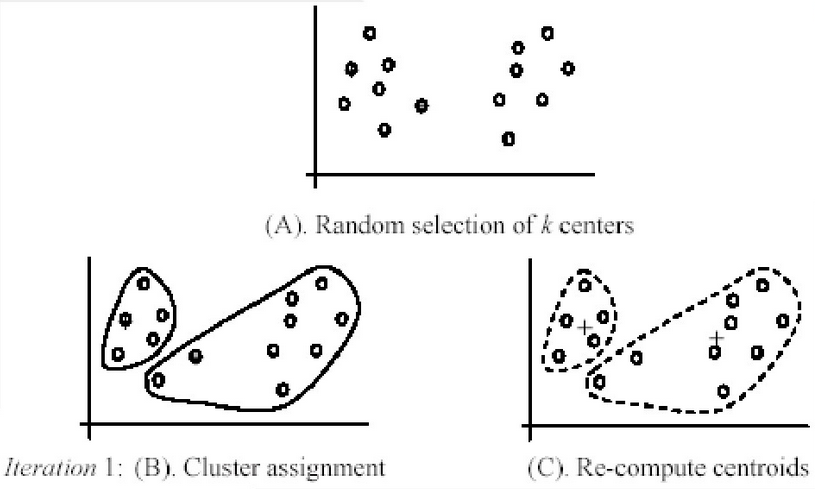 (A). Random selection of k centers
Iteration 1: (B). Cluster assignment
(C). Re-compute centroids